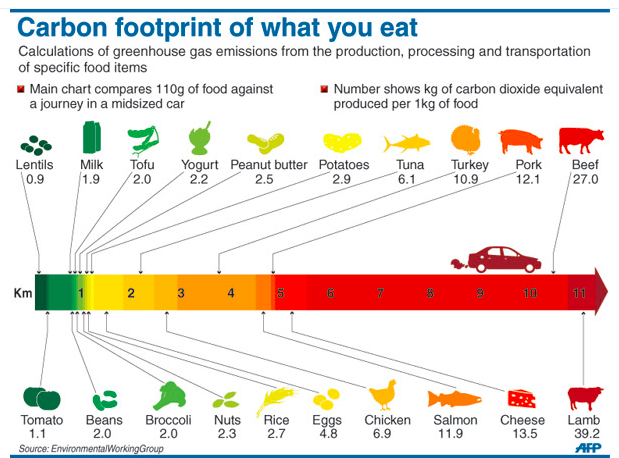 Carbon footprint of what you eat
Calculations of greenhouse gas emissions from the production, processing and transportation
of specific food items
Main chart compares 110g of food against
a journey in a midsized car
Number shows kg of carbon dioxide equivalent
produced per 1kg of food
Lentils Milk Tofu Yogurt Peanut butter Potatoes Tuna Turkey Pork Beef
0.9 1.9 2.0 2.2 2.5 2.9 6.1 10.9 12.1 27.0
Km 1 2 3 4 5 6 7 8 9 10 11
Tomato Beans Broccoli Nuts Rice Eggs Chicken Salmon Cheese Lamb
1.1 2.0 2.0 2.3 2.7 4.8 6.9 11.9 13.5 39.2
Source: EnvironmentalWorkingGroup
AFP